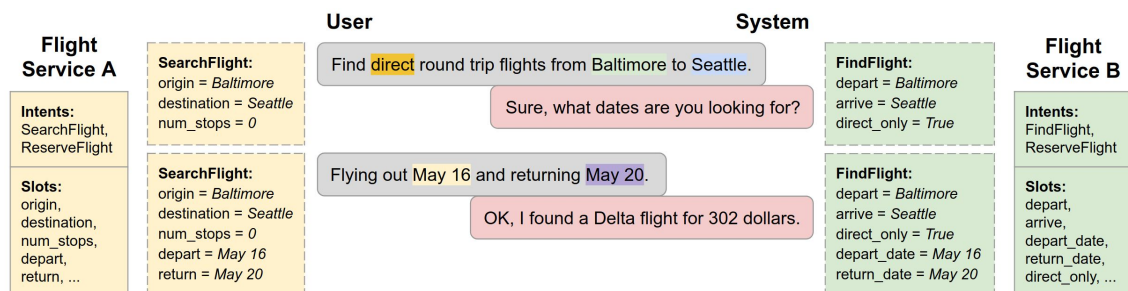 User
System
Flight
Service A
Intents:
SearchFlight,
ReserveFlight
Slots:
origin,
destination,
num_stops,
depart,
return, ...
SearchFlight:
origin = Baltimore
destination = Seattle
num_stops = 0
SearchFlight:
origin = Baltimore
destination = Seattle
num_stops = 0
depart = May 16
return = May 20
Find direct round trip flights from Baltimore to Seattle.
Sure, what dates are you looking for?
Flying out May 16 and returning May 20.
OK, I found a Delta flight for 302 dollars.
FindFlight:
depart = Baltimore
arrive = Seattle
direct_only = True
FindFlight:
depart = Baltimore
arrive = Seattle
direct_only = True
depart_date = May 16
return_date = May 20
Flight
Service B
Intents:
FindFlight,
ReserveFlight
Slots:
depart,
arrive,
depart_date,
return_date,
direct_only, ...